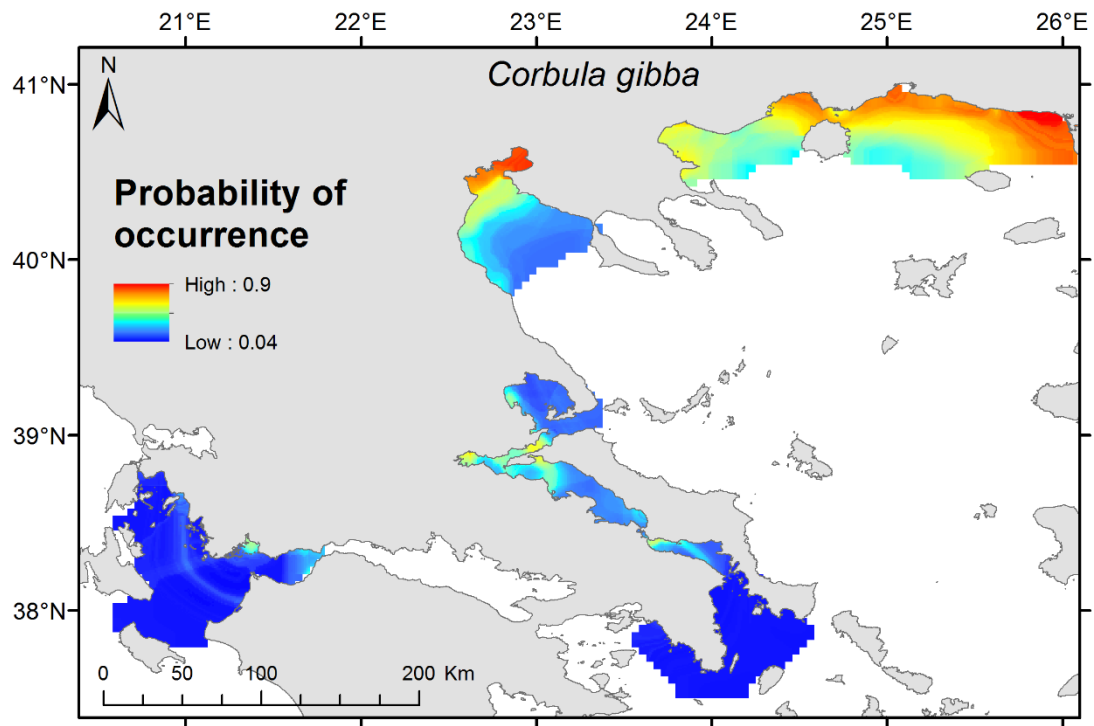 21°E 22°E 23°E 24°E 25°E 26°E
N
Corbula gibba
41°N
Probability of
occurrence
High : 0.9
Low : 0.04
40°N
39°N
38°N
0 50 100 200 Km